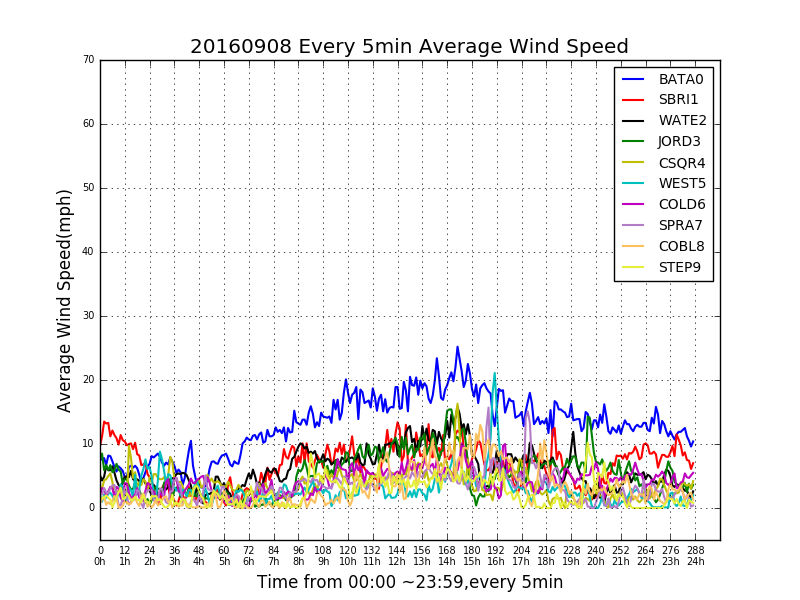 20160908 Every 5min Average Wind Speed
70
60
50
40
30
20
10
0
Average Wind Speed(mph)
BATA0
SBRI1
WATE2
JORD3
CSQR4
WEST5
COLD6
SPRA7
COBL8
STEP9
0 12 24 36 48 60 72 84 96 108 120 132 144 156 168 180 192 204 216 228 240 252 264 276 288
0h 1h 2h 3h 4h 5h 6h 7h 8h 9h 10h 11h 12h 13h 14h 15h 16h 17h 18h 19h 20h 21h 22h 23h 24h
Time from 00:00 ~23:59,every 5min